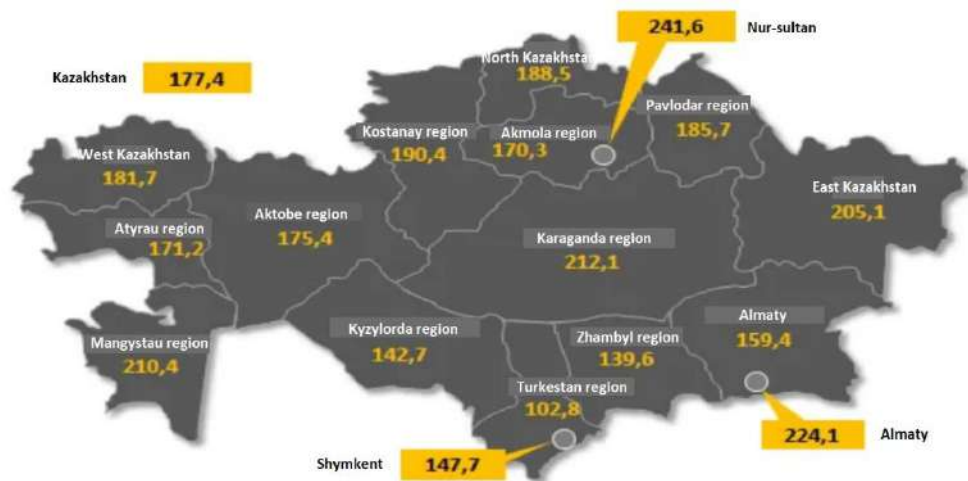 241,6
Nur-sultan
North Kazakhstan
188,5
Kazakhstan
177,4
Pavlodar region
185,7
Kostanay region
190,4
Akmola region
170,3
West Kazakhstan
181,7
East Kazakhstan
205,1
Atyrau region
171,2
Aktobe region
175,4
Karaganda region
212,1
Mangystau region
210,4
Kyzylorda region
142,7
Zhambyl region
139,6
Almaty
159,4
Turkestan region
102,8
224,1
Almaty
Shymkent
147,7